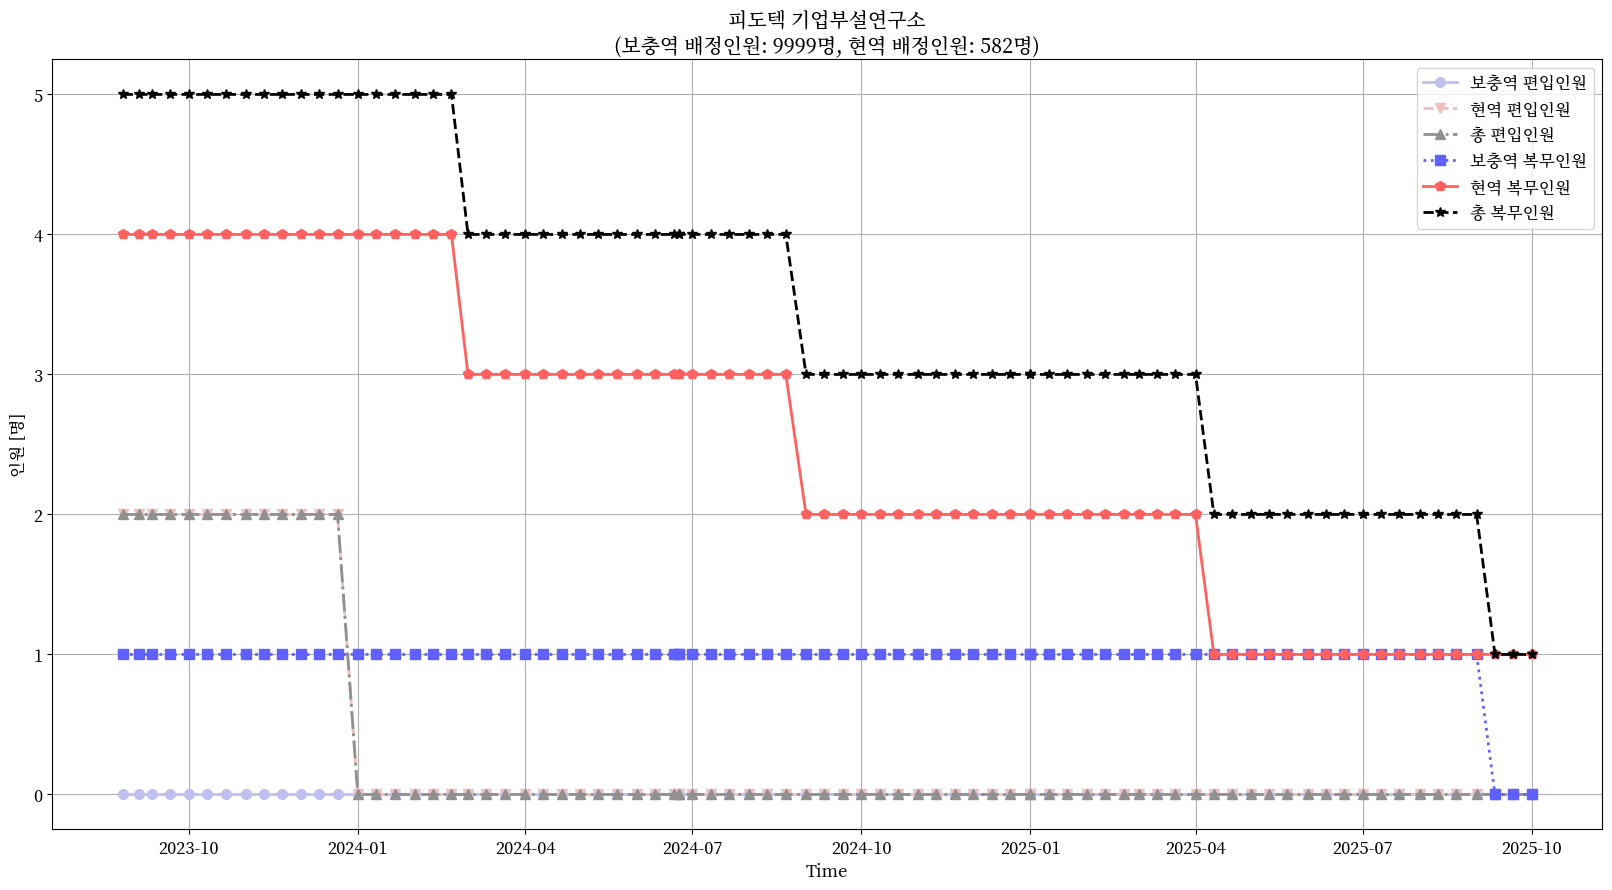 피도텍 기업부설연구소
(보충역 배정인원: 9999명, 현역 배정인원: 582명)
보충역 편입인원
현역 편입인원
총 편입인원
보충역 복무인원
현역 복무인원
총 복무인원
인원 [명]
5
4
3
2
1
0
2023-10
2024-01
2024-04
2024-07
2024-10
2025-01
2025-04
2025-07
2025-10
Time